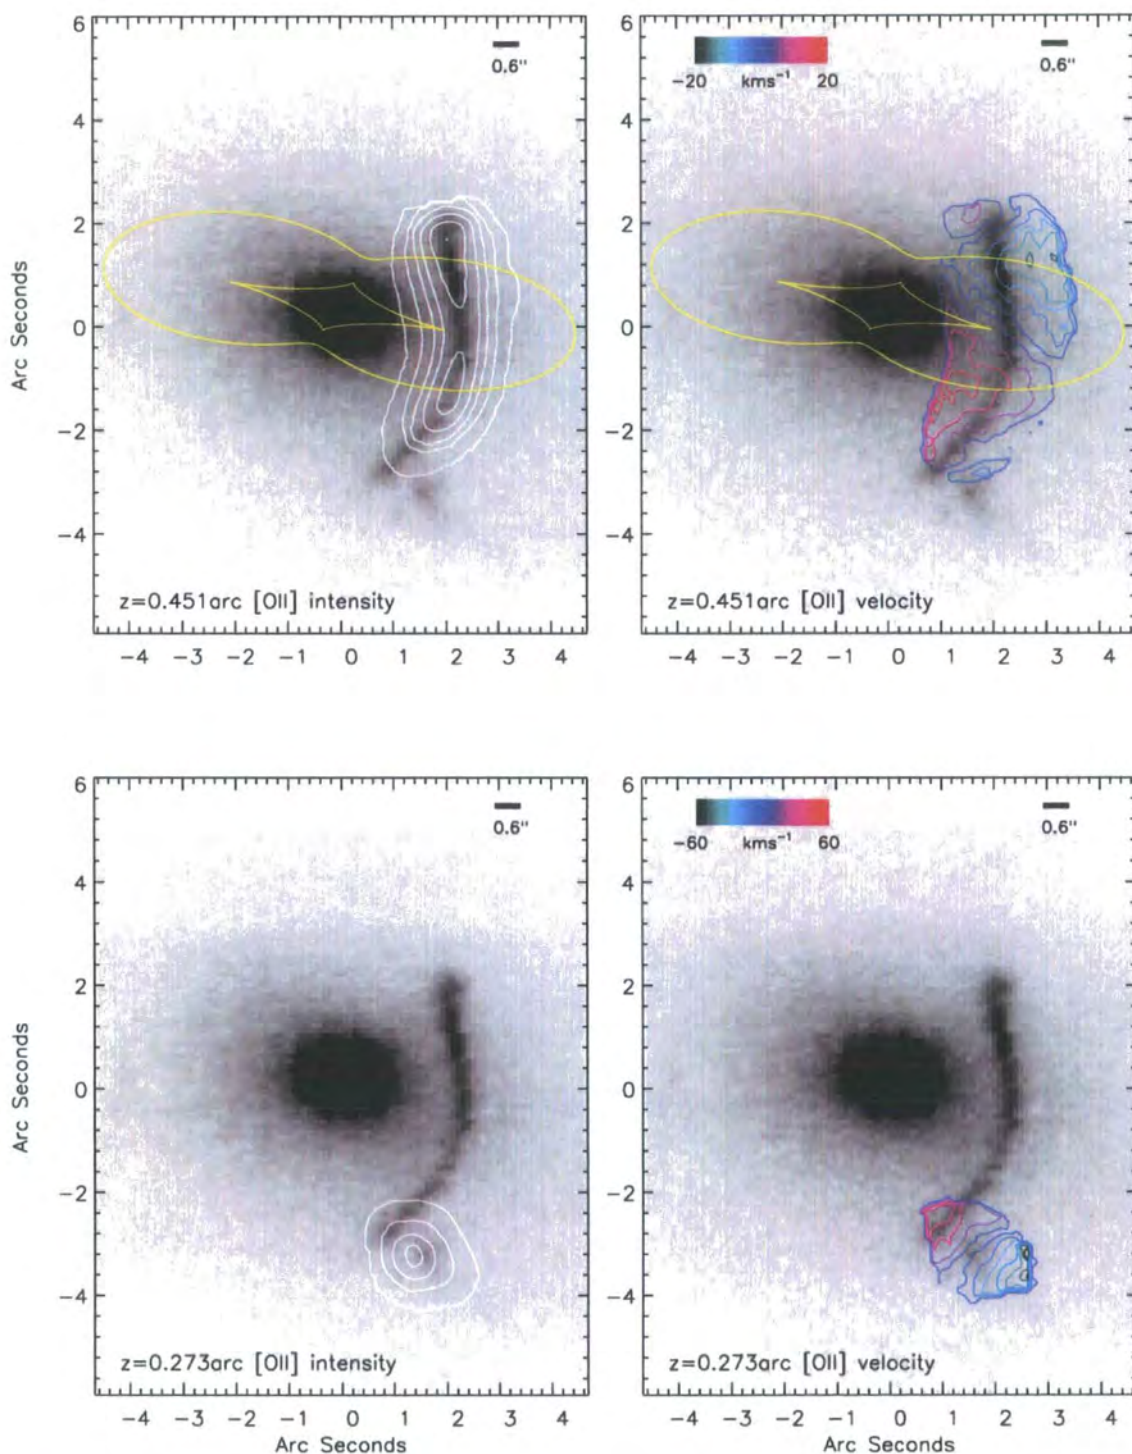 6
4
2
0
−2
−4
Arc Seconds
0.6"
z=0.451arc [OII] intensity
−4 −3 −2 −1 0 1 2 3 4
−20 kms⁻¹ 20
0.6"
z=0.451arc [OII] velocity
−4 −3 −2 −1 0 1 2 3 4
6
4
2
0
−2
−4
Arc Seconds
0.6"
z=0.273arc [OII] intensity
−4 −3 −2 −1 0 1 2 3 4
Arc Seconds
−60 kms⁻¹ 60
0.6"
z=0.273arc [OII] velocity
−4 −3 −2 −1 0 1 2 3 4
Arc Seconds